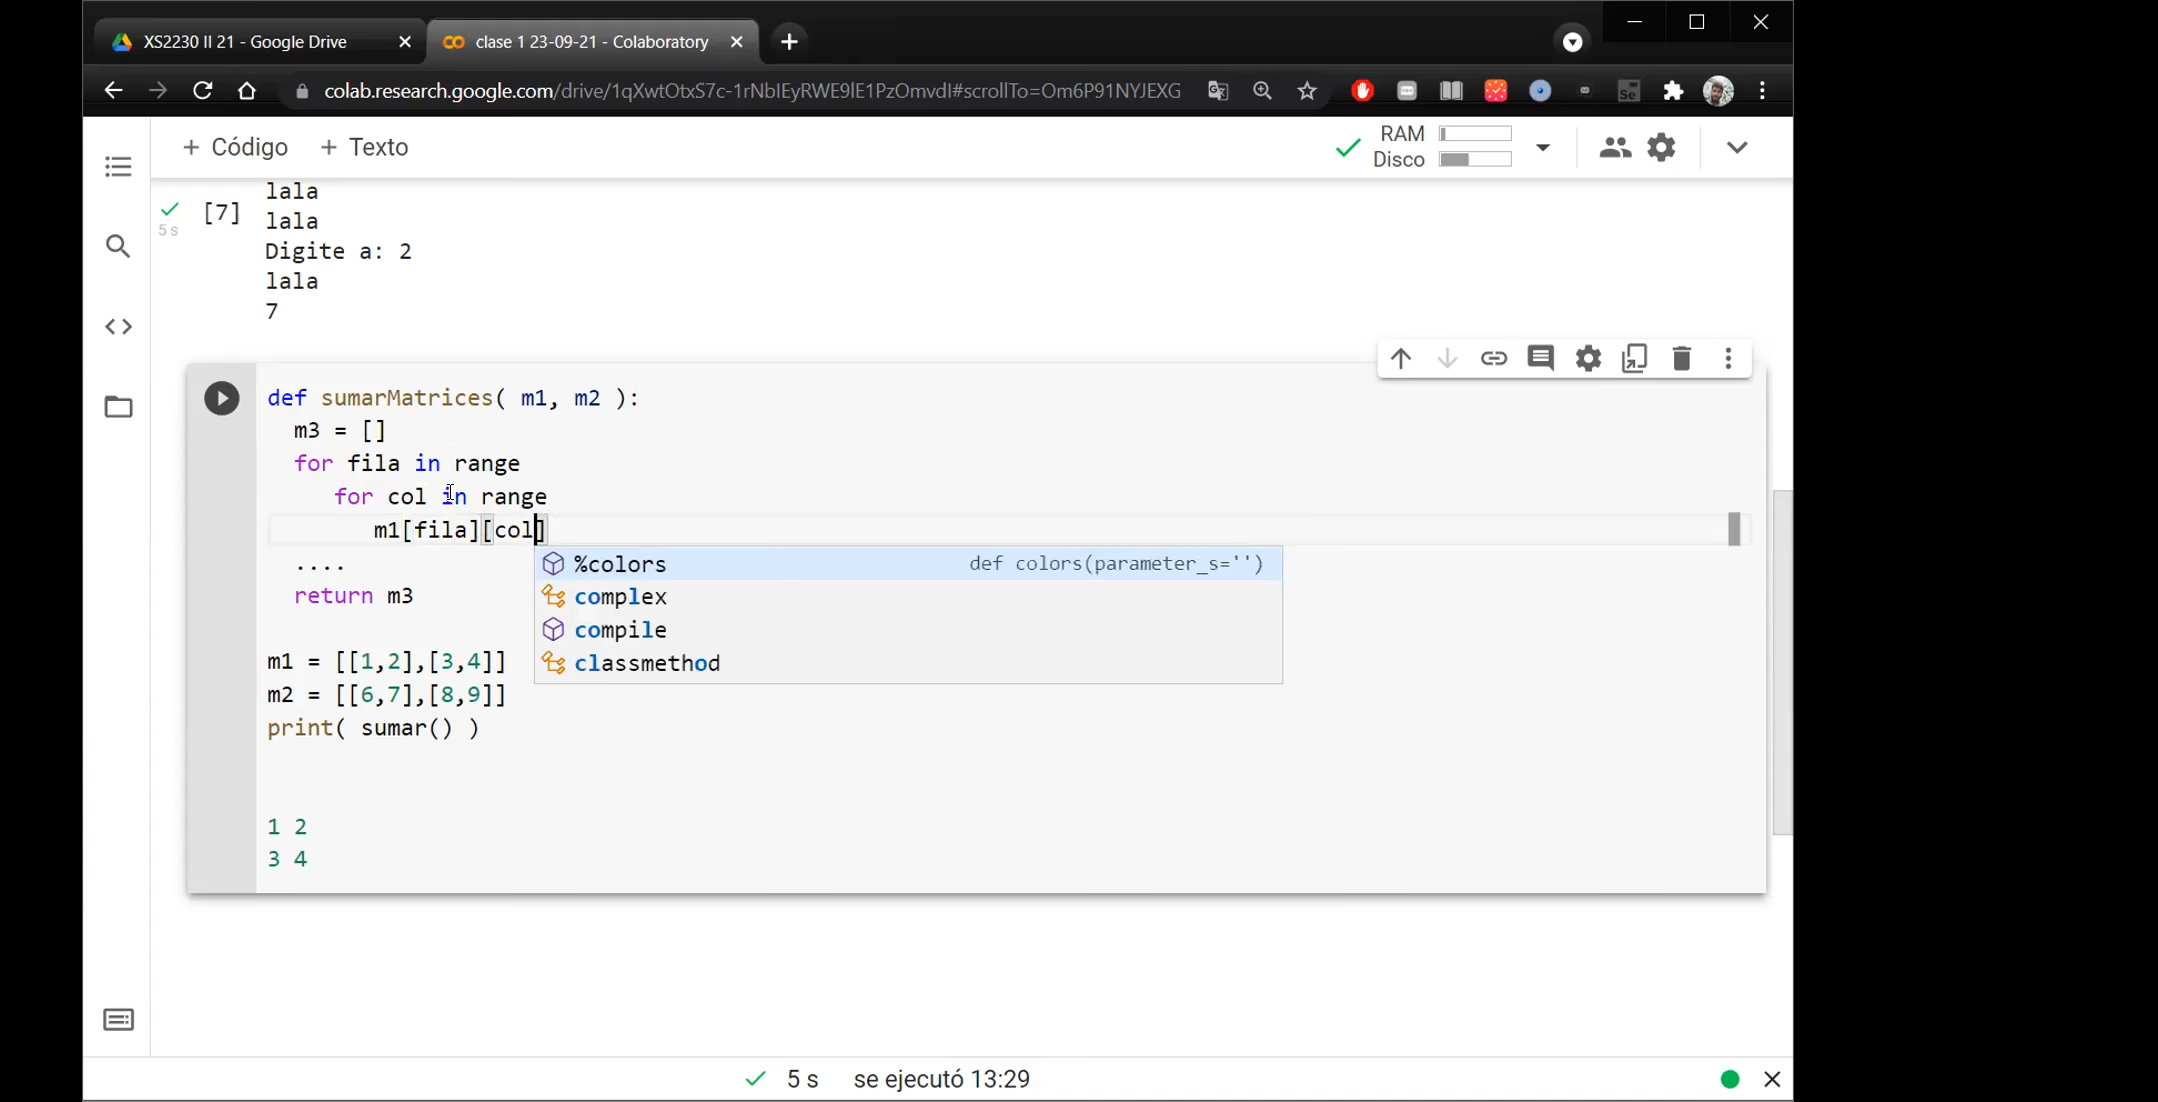 XS2230 II 21 - Google Drive
clase 1 23-09-21 - Colaboratory
colab.research.google.com/drive/1qXwtOtxS7c-1rNbIEyRWE9lE1PzOmvdI#scrollTo=Om6P91NYJEXG
+ Código + Texto
RAM
Disco
lala
[7]
5 s
lala
Digite a: 2
lala
7
def sumarMatrices( m1, m2 ):
m3 = []
for fila in range
for col in range
m1[fila][col]
%colors def colors(parameter_s='')
complex
compile
classmethod
....
return m3
m1 = [[1,2],[3,4]]
m2 = [[6,7],[8,9]]
print( sumar() )
1 2
3 4
5 s se ejecutó 13:29